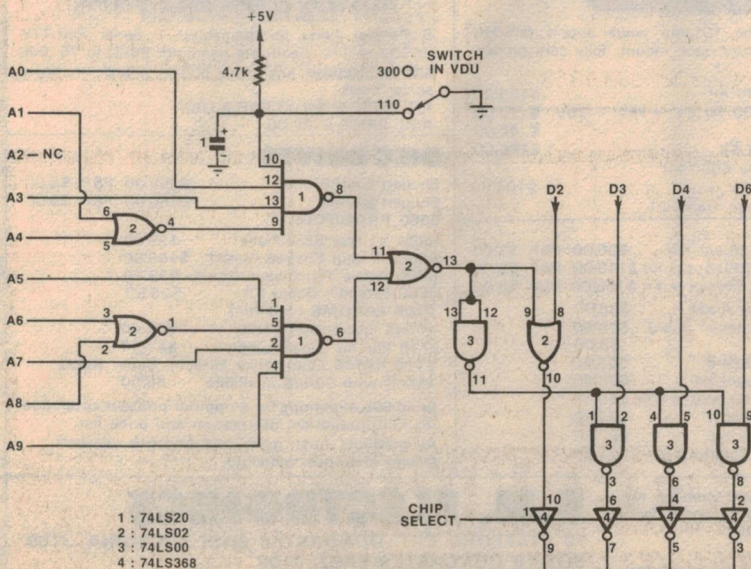 +5V
4.7k
300
SWITCH
IN VDU
110
1
+
A0
A1
A2 NC
A3
A4
A5
A6
A7
A8
A9
10
12
13
9
1
8
6
5
2
4
3
2
2
1
1
5
2
4
1
6
11
12
2
13
D2
D3
D4
D6
13
12
3
11
9
8
2
10
1
2
4
5
10
9
3
3
3
3
6
8
CHIP
SELECT
1
10
6
4
2
4
4
4
4
9
7
5
3
1 : 74LS20
2 : 74LS02
3 : 74LS00
4 : 74LS368